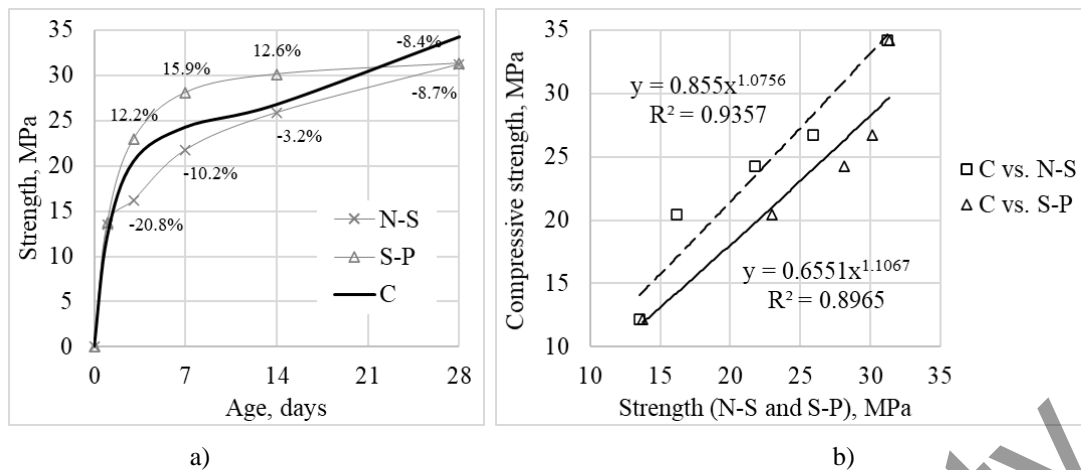 35
30
25
20
15
10
5
0
0 7 14 21 28
Strength, MPa
Age, days
12.2%
15.9%
12.6%
-8.4%
-8.7%
-3.2%
-10.2%
-20.8%
N-S
S-P
C
a)
35
30
25
20
15
10
10 15 20 25 30 35
Compressive strength, MPa
Strength (N-S and S-P), MPa
y = 0.855x^1.0756
R² = 0.9357
y = 0.6551x^1.1067
R² = 0.8965
C vs. N-S
C vs. S-P
b)